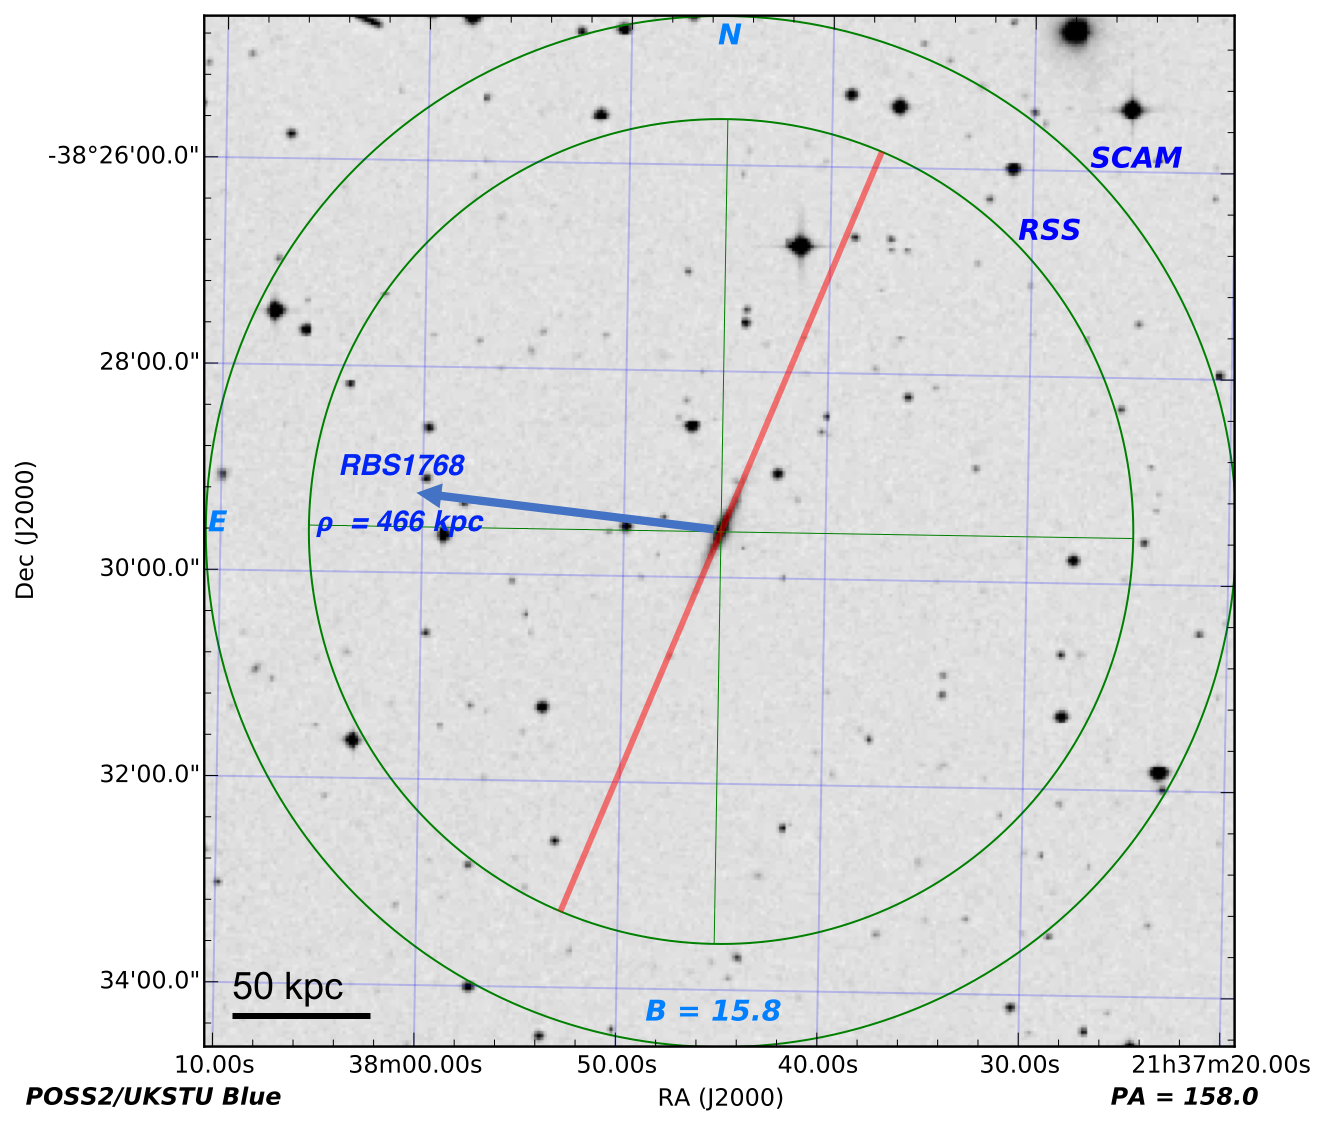 N
SCAM
RSS
-38°26'00.0"
28'00.0"
RBS1768
ρ = 466 kpc
E
30'00.0"
32'00.0"
34'00.0"
Dec (J2000)
50 kpc
B = 15.8
10.00s 38m00.00s 50.00s 40.00s 30.00s 21h37m20.00s
POSS2/UKSTU Blue RA (J2000) PA = 158.0